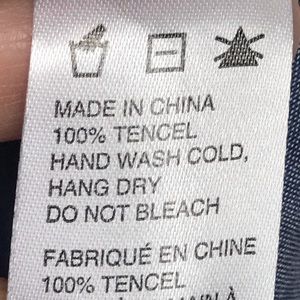 MADE IN CHINA
100% TENCEL
HAND WASH COLD,
HANG DRY
DO NOT BLEACH
FABRIQUÉ EN CHINE
100% TENCEL